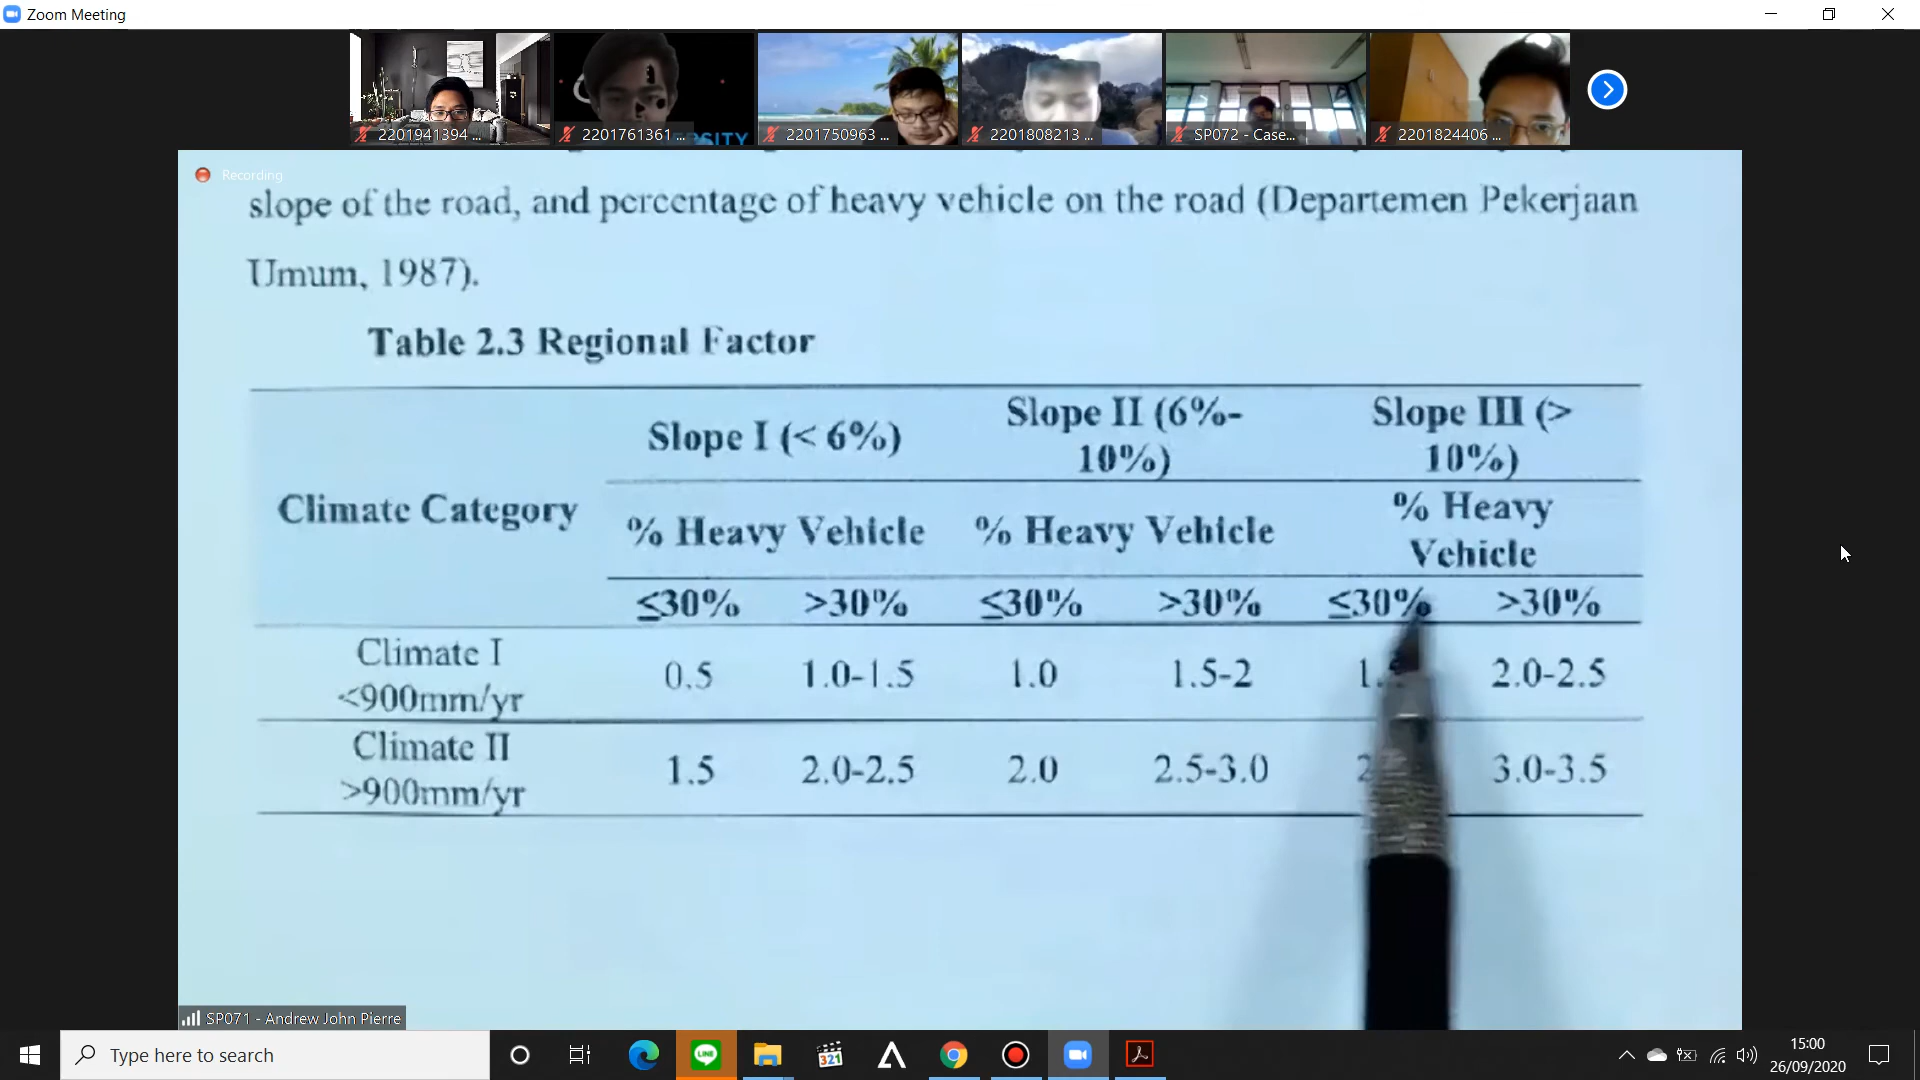 Zoom Meeting
2201941394 ...
2201761361 ...
SITY
2201750963 ...
2201808213 ...
SP072 - Case...
2201824406 ...
Recording
slope of the road, and percentage of heavy vehicle on the road (Departemen Pekerjaan
Umum, 1987).
Table 2.3 Regional Factor
Climate Category
Slope I (< 6%)
Slope II (6%-
10%)
Slope III (>
10%)
% Heavy Vehicle
% Heavy Vehicle
% Heavy
Vehicle
≤30% >30% ≤30% >30% ≤30% >30%
Climate I
<900mm/yr
0.5 1.0-1.5 1.0 1.5-2 2.0-2.5
Climate II
>900mm/yr
1.5 2.0-2.5 2.0 2.5-3.0 3.0-3.5
SP071 - Andrew John Pierre
Type here to search
LINE
321
15:00
26/09/2020